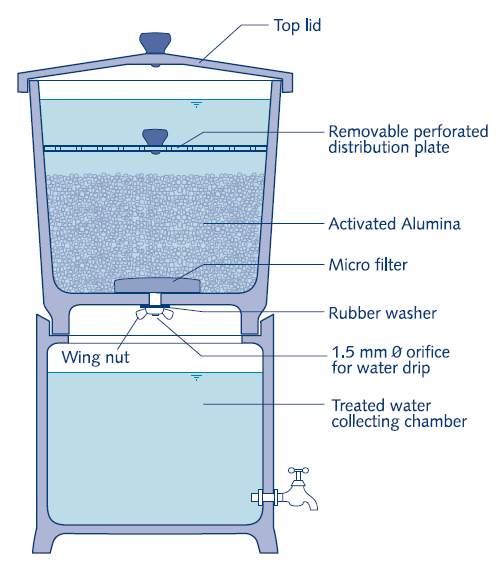 Top lid
Removable perforated
distribution plate
Activated Alumina
Micro filter
Rubber washer
Wing nut
1.5 mm Ø orifice
for water drip
Treated water
collecting chamber